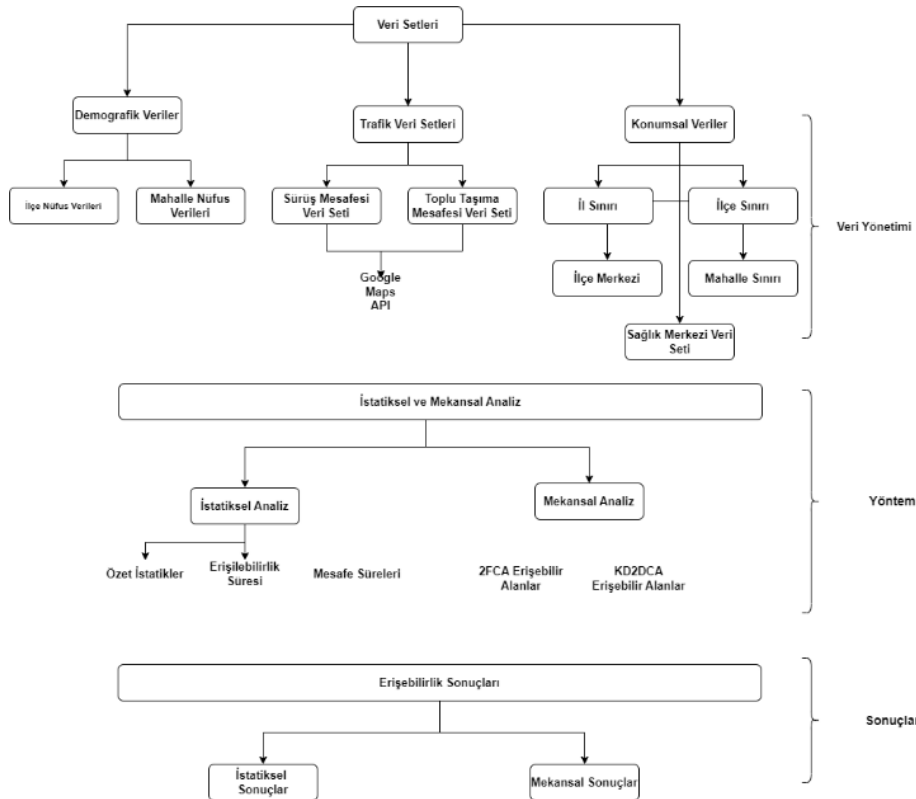 Veri Setleri
Demografik Veriler
Trafik Veri Setleri
Konumsal Veriler
İlçe Nüfus Verileri
Mahalle Nüfus
Verileri
Sürüş Mesafesi
Veri Seti
Toplu Taşıma
Mesafesi Veri Seti
İl Sınırı
İlçe Sınırı
Veri Yönetimi
Google
Maps
API
İlçe Merkezi
Mahalle Sınırı
Sağlık Merkezi Veri
Seti
İstatiksel ve Mekansal Analiz
İstatiksel Analiz
Mekansal Analiz
Yöntem
Özet İstatikler
Erişilebilirlik
Süresi
Mesafe Süreleri
2FCA Erişebilir
Alanlar
KD2DCA
Erişebilir Alanlar
Erişebilirlik Sonuçları
Sonuçlar
İstatiksel
Sonuçlar
Mekansal Sonuçlar